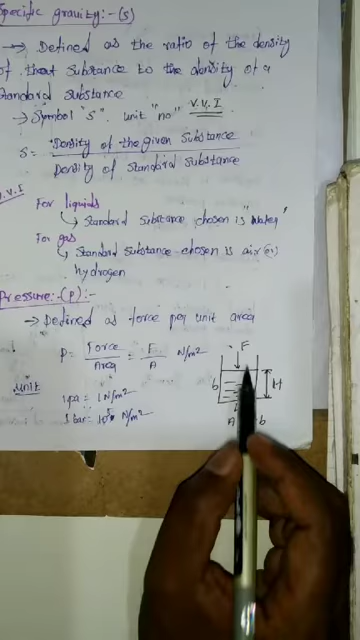 Specific gravity:-(s)
→ Defined as the ratio of the density
of that substance to the density of a
standard substance
→ Symbol "s". unit "no" V.V.I
S = Density of the given substance
Density of standard substance
V.V.I
For liquids
↳ Standard substance chosen is "water"
For gas
↳ Standard substance chosen is air (or)
hydrogen
Pressure:-(P):-
→ Defined as force per unit area
P = Force / Area = F / A N/m²
F
unit
b H
1pa = 1 N/m²
1 bar = 10⁵ N/m²
A b